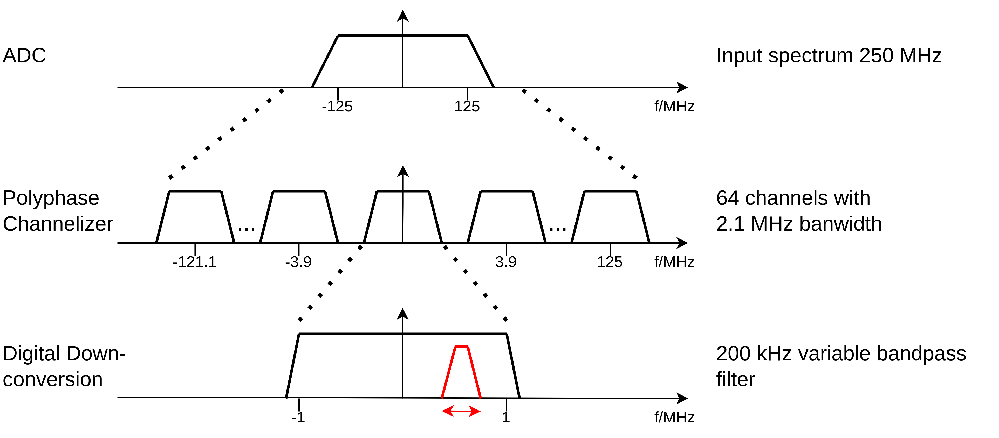 ADC
Input spectrum 250 MHz
-125
125
f/MHz
Polyphase
Channelizer
...
...
64 channels with
2.1 MHz banwidth
-121.1
-3.9
3.9
125
f/MHz
Digital Down-
conversion
200 kHz variable bandpass
filter
-1
1
f/MHz